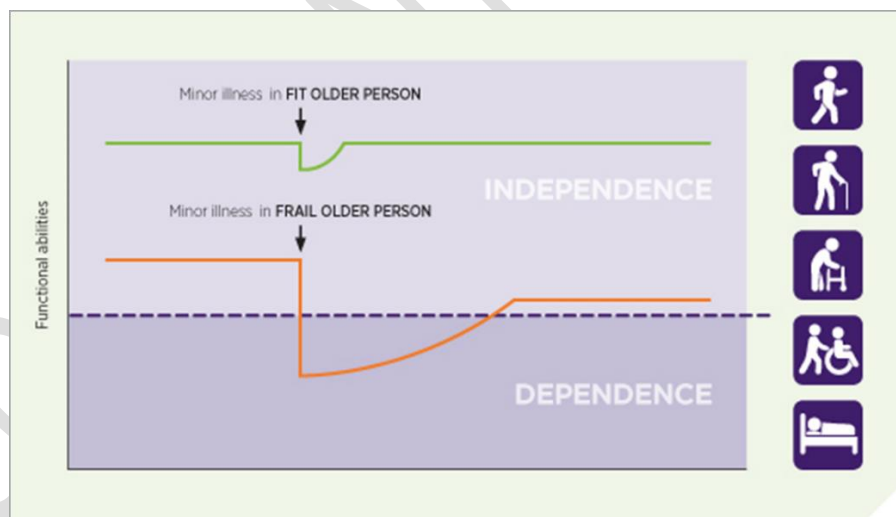 Minor illness in FIT OLDER PERSON
INDEPENDENCE
Minor illness in FRAIL OLDER PERSON
Functional abilities
DEPENDENCE